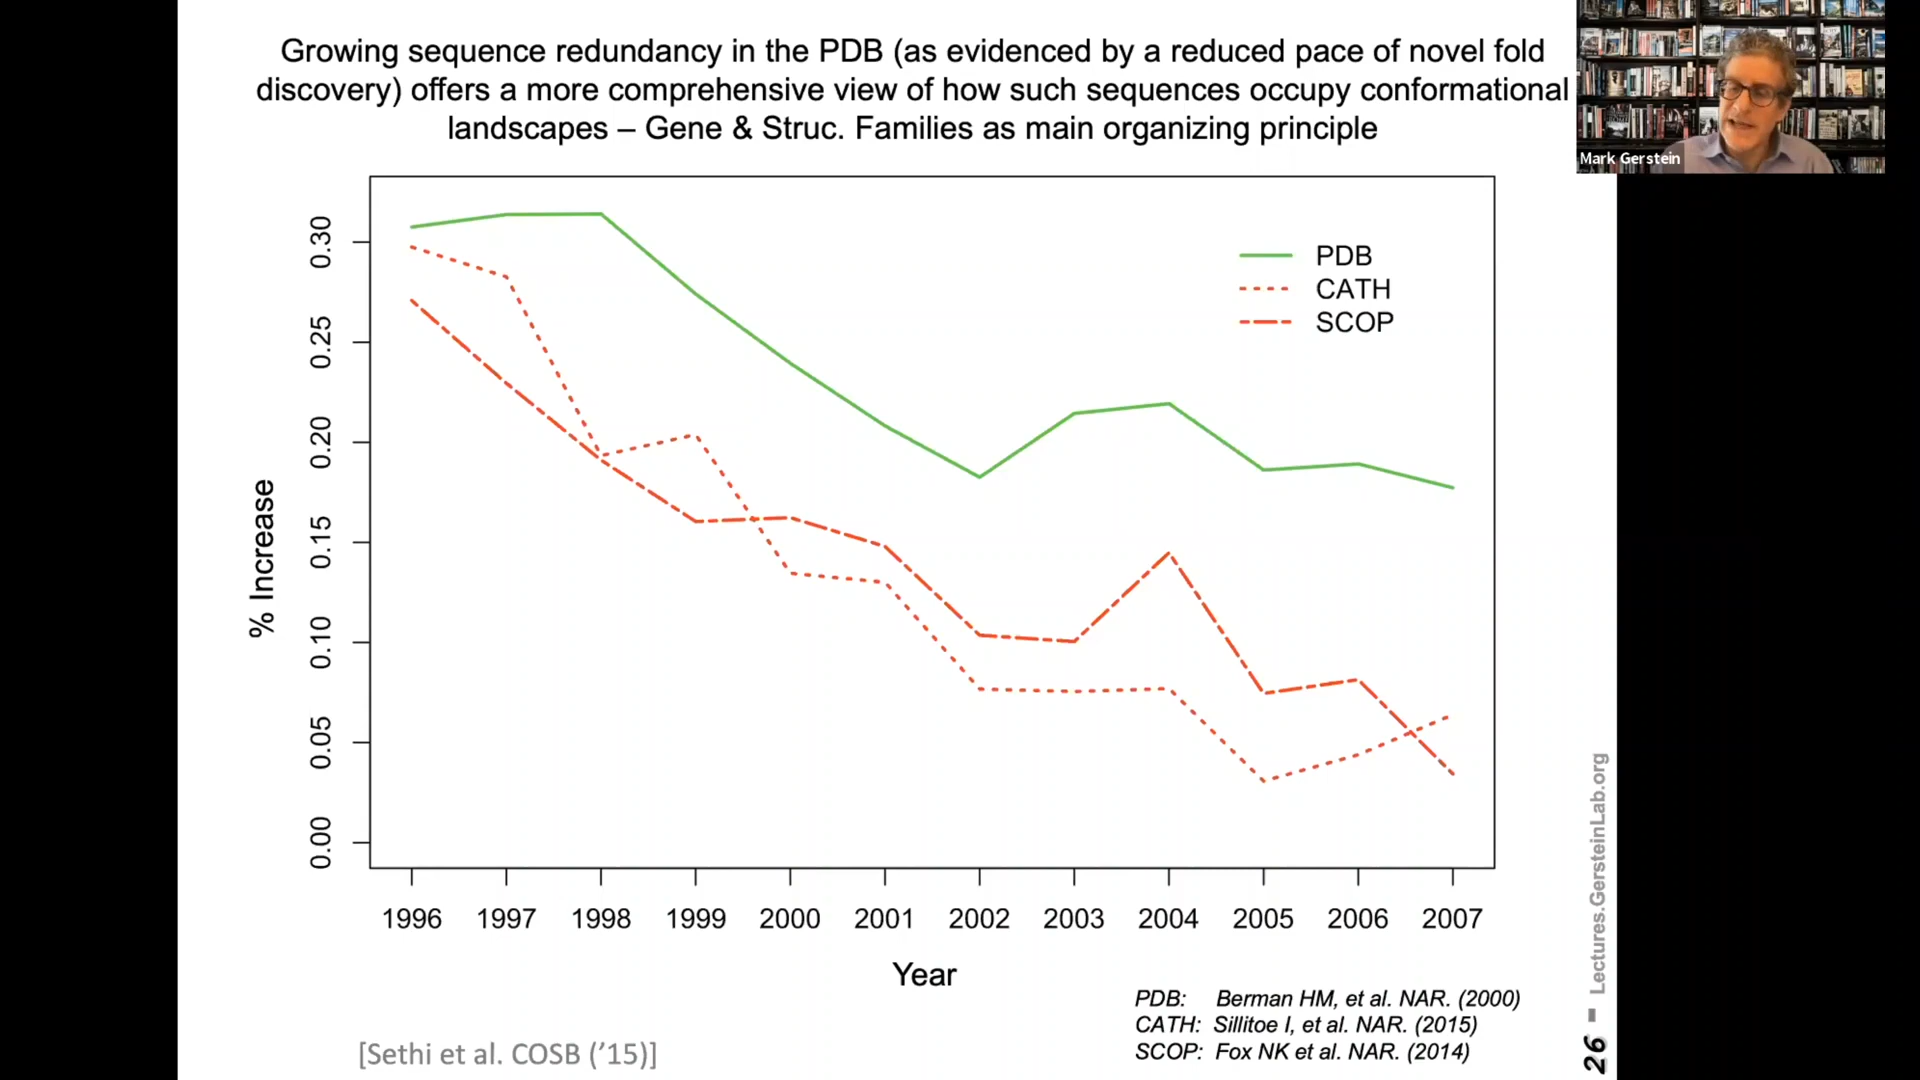 Growing sequence redundancy in the PDB (as evidenced by a reduced pace of novel fold
discovery) offers a more comprehensive view of how such sequences occupy conformational
landscapes – Gene & Struc. Families as main organizing principle
Mark Gerstein
PDB
CATH
SCOP
% Increase
0.30
0.25
0.20
0.15
0.10
0.05
0.00
1996 1997 1998 1999 2000 2001 2002 2003 2004 2005 2006 2007
Year
PDB: Berman HM, et al. NAR. (2000)
CATH: Sillitoe I, et al. NAR. (2015)
SCOP: Fox NK et al. NAR. (2014)
[Sethi et al. COSB (’15)]
26 – Lectures.GersteinLab.org